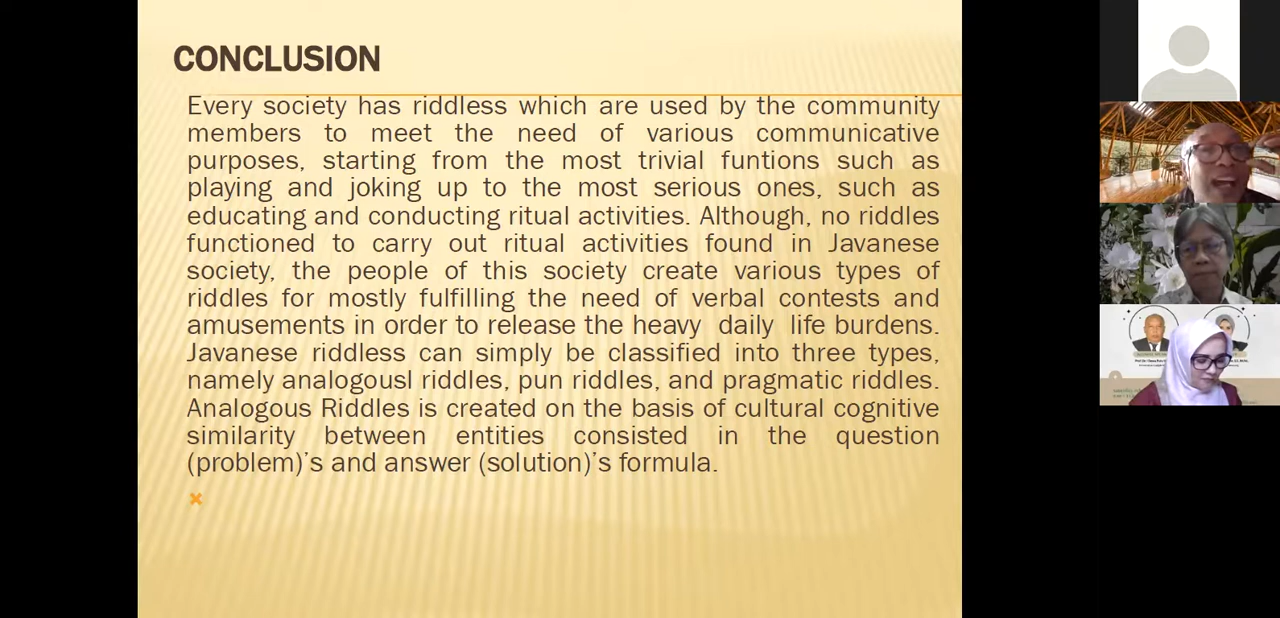 CONCLUSION
Every society has riddless which are used by the community
members to meet the need of various communicative
purposes, starting from the most trivial funtions such as
playing and joking up to the most serious ones, such as
educating and conducting ritual activities. Although, no riddles
functioned to carry out ritual activities found in Javanese
society, the people of this society create various types of
riddles for mostly fulfilling the need of verbal contests and
amusements in order to release the heavy daily life burdens.
Javanese riddless can simply be classified into three types,
namely analogousl riddles, pun riddles, and pragmatic riddles.
Analogous Riddles is created on the basis of cultural cognitive
similarity between entities consisted in the question
(problem)'s and answer (solution)'s formula.